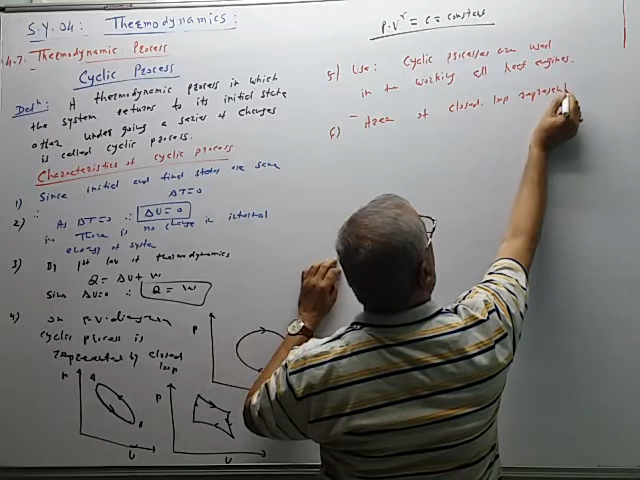 S.Y. 04: Thermodynamics:
4.7: Thermodynamic Process
Cyclic Process
Defn: A thermodynamic process in which
the system returns to its initial state
after undergoing a series of changes
is called cyclic process.
Characteristics of cyclic process
1) Since initial and final states are same
∴ ΔT=0
2) As ΔT=0 ∴ ΔU=0
There is no change in internal
energy of system
3) By 1st law of thermodynamics
Q = ΔU + W
Since ΔU=0 ∴ Q = W
4) on P-V diagram
cyclic process is
represented by closed
loop
P
P
A
B
U
P
U
P.V^r = C = constant
5) Use: Cyclic processes are used
in the working all heat engines.
6) Area of closed loop represent